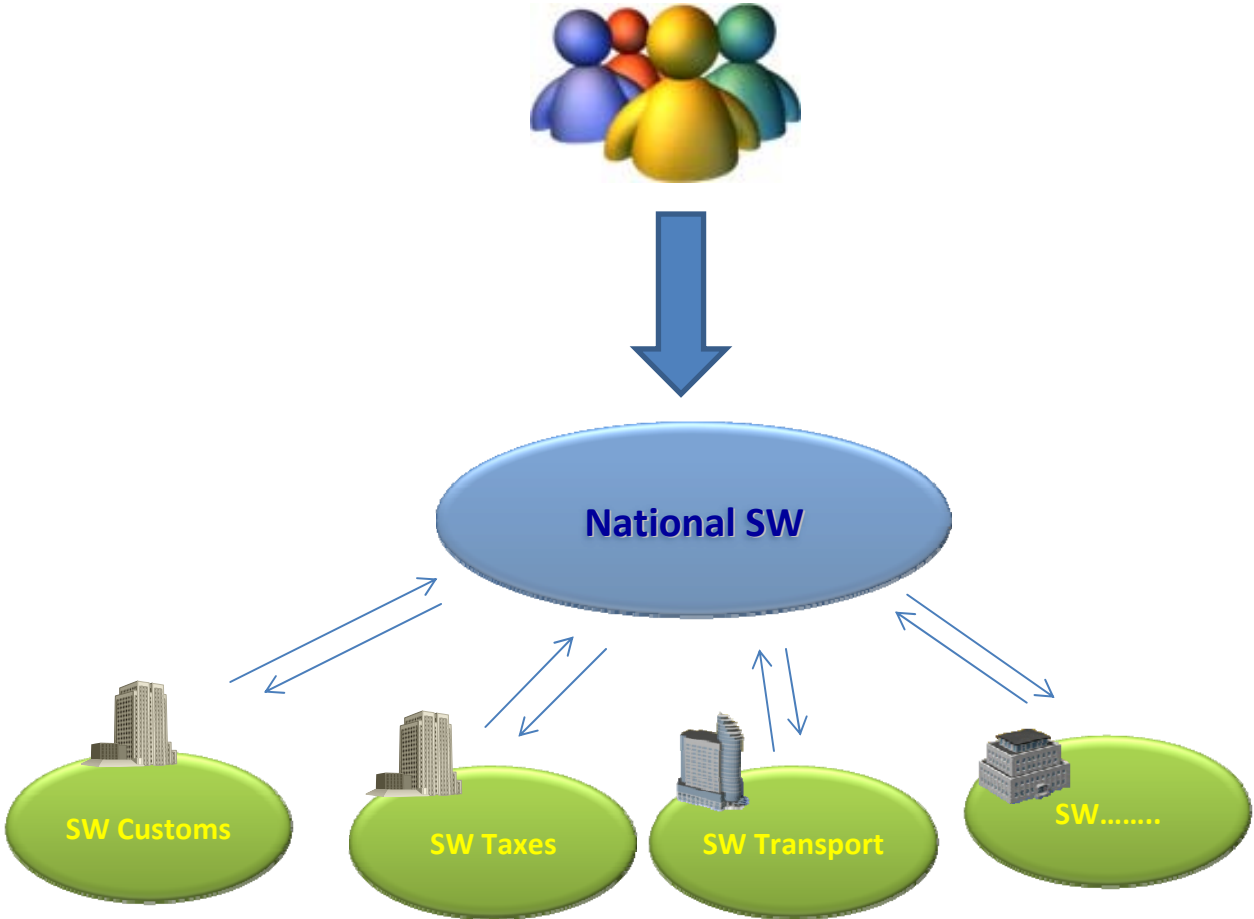 National SW
SW Customs
SW Taxes
SW Transport
SW........